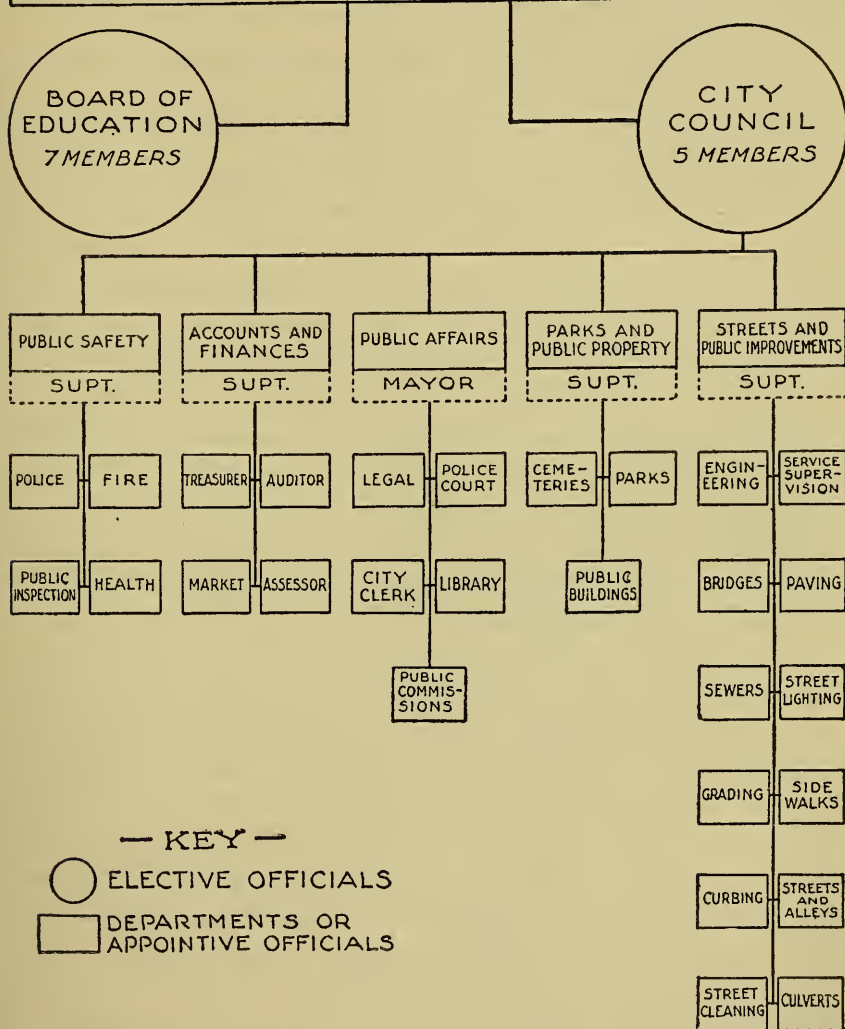 BOARD OF
EDUCATION
7 MEMBERS
CITY
COUNCIL
5 MEMBERS
PUBLIC SAFETY
SUPT.
ACCOUNTS AND
FINANCES
SUPT.
PUBLIC AFFAIRS
MAYOR
PARKS AND
PUBLIC PROPERTY
SUPT.
STREETS AND
PUBLIC IMPROVEMENTS
SUPT.
POLICE
FIRE
TREASURER
AUDITOR
LEGAL
POLICE
COURT
CEME-
TERIES
PARKS
ENGIN-
EERING
SERVICE
SUPER-
VISION
PUBLIC
INSPECTION
HEALTH
MARKET
ASSESSOR
CITY
CLERK
LIBRARY
PUBLIC
BUILDINGS
BRIDGES
PAVING
PUBLIC
COMMIS-
SIONS
SEWERS
STREET
LIGHTING
GRADING
SIDE
WALKS
CURBING
STREETS
AND
ALLEYS
STREET
CLEANING
CULVERTS
— KEY —
ELECTIVE OFFICIALS
DEPARTMENTS OR
APPOINTIVE OFFICIALS